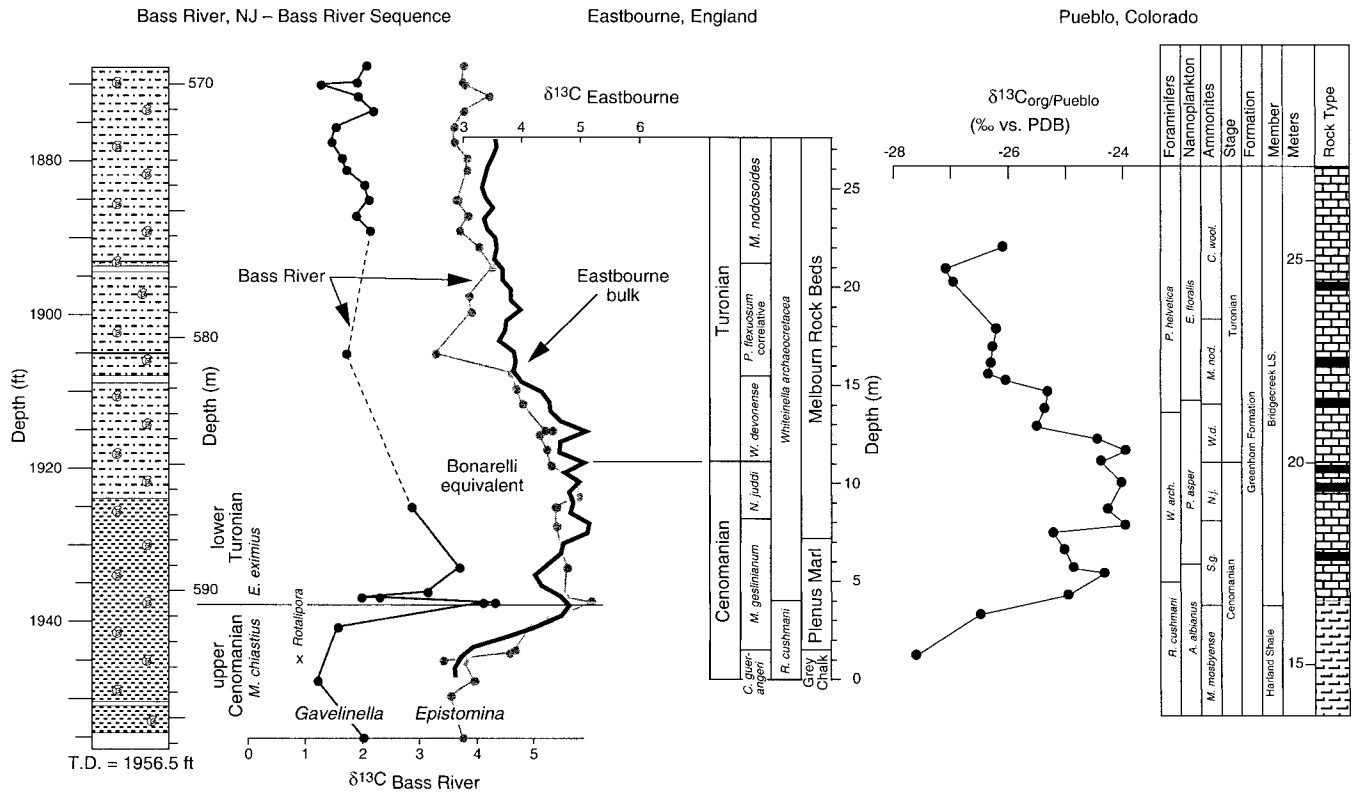 Bass River, NJ – Bass River Sequence
Eastbourne, England
Pueblo, Colorado
Depth (ft)
1880
1900
1920
1940
T.D. = 1956.5 ft
Depth (m)
570
580
590
lower
Turonian
E. eximius
upper
Cenomanian
M. chiastius
x Rotalipora
Bass River
Gavelinella
Epistomina
0 1 2 3 4 5
δ13C Bass River
δ13C Eastbourne
3 4 5 6
Eastbourne
bulk
Bonarelli
equivalent
Turonian
Cenomanian
M. nodosoides
P. flexuosum
correlative
W. devonense
N. juddi
M. geslinianum
C. guer-
angeri
Whiteinella archaeocretacea
R. cushmani
Melbourn Rock Beds
Plenus Marl
Grey
Chalk
25
20
15
10
5
0
Depth (m)
δ13Corg/Pueblo
(‰ vs. PDB)
-28 -26 -24
Foraminifers
Nannoplankton
Ammonites
Stage
Formation
Member
Meters
Rock Type
P. helvetica
W. arch.
R. cushmani
E. floralis
P. asper
A. albianus
C. wool.
M. nod.
W.d.
N.j.
S.g.
M. mosbyense
Turonian
Cenomanian
Greenhorn Formation
Bridgecreek LS.
Harland Shale
25
20
15